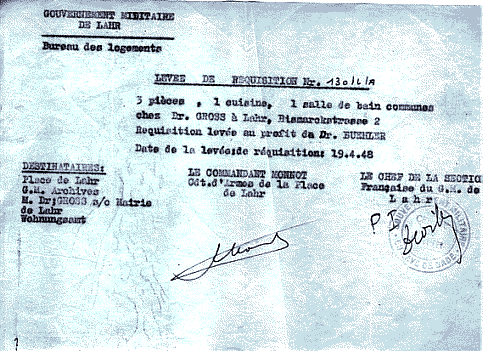 GOUVERNEMENT MILITAIRE
DE LAHR
Bureau des logements
LEVEE DE REQUISITION Nr. 130/L/A
3 pièces , 1 cuisine, 1 salle de bain communes
chez Dr. GROSS à Lahr, Bismarckstrasse 2
Requisition levée au profit de Dr. BUEHLER
Date de la levée de réquisition: 19.4.48
DESTINATAIRES:
Place de Lahr
G.M. Archives
M. Dr; GROSS s/c Mairie
de Lahr
Wohnungsamt
LE COMMANDANT MONNOT
Cdt.d'Armes de la Place
de Lahr
LE CHEF DE LA SECTION
Française du G.M. de
Lahr
P I